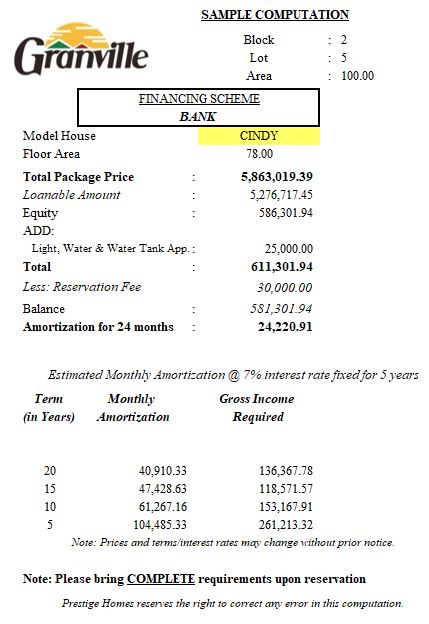 SAMPLE COMPUTATION
Granville
Block : 2
Lot : 5
Area : 100.00
FINANCING SCHEME
BANK
Model House CINDY
Floor Area 78.00
Total Package Price : 5,863,019.39
Loanable Amount : 5,276,717.45
Equity : 586,301.94
ADD:
Light, Water & Water Tank App. : 25,000.00
Total : 611,301.94
Less: Reservation Fee 30,000.00
Balance : 581,301.94
Amortization for 24 months : 24,220.91
Estimated Monthly Amortization @ 7% interest rate fixed for 5 years
Term Monthly Gross Income
(in Years) Amortization Required
20 40,910.33 136,367.78
15 47,428.63 118,571.57
10 61,267.16 153,167.91
5 104,485.33 261,213.32
Note: Prices and terms/interest rates may change without prior notice.
Note: Please bring COMPLETE requirements upon reservation
Prestige Homes reserves the right to correct any error in this computation.